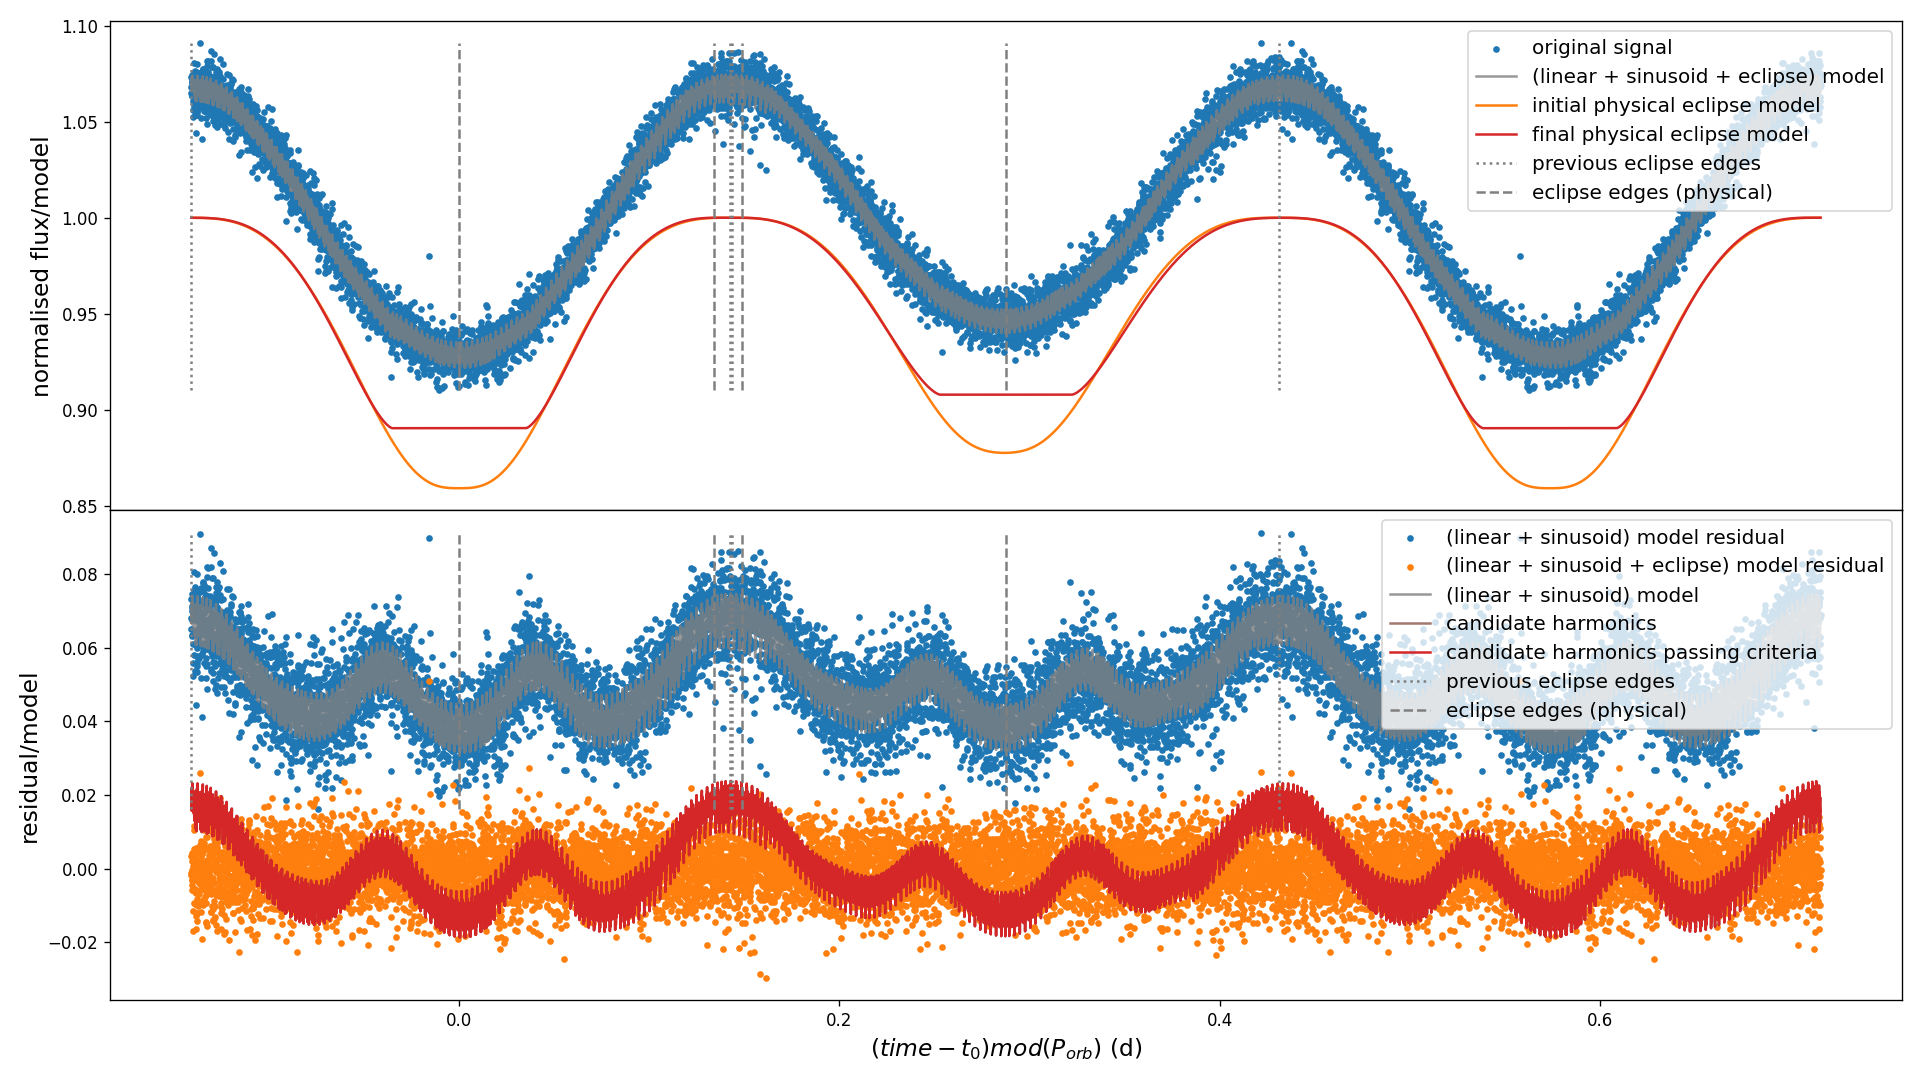 1.10
1.05
1.00
0.95
0.90
0.85
normalised flux/model
original signal
(linear + sinusoid + eclipse) model
initial physical eclipse model
final physical eclipse model
previous eclipse edges
eclipse edges (physical)
0.08
0.06
0.04
0.02
0.00
−0.02
residual/model
(linear + sinusoid) model residual
(linear + sinusoid + eclipse) model residual
(linear + sinusoid) model
candidate harmonics
candidate harmonics passing criteria
previous eclipse edges
eclipse edges (physical)
0.0 0.2 0.4 0.6
(time − t₀)mod(P_orb) (d)